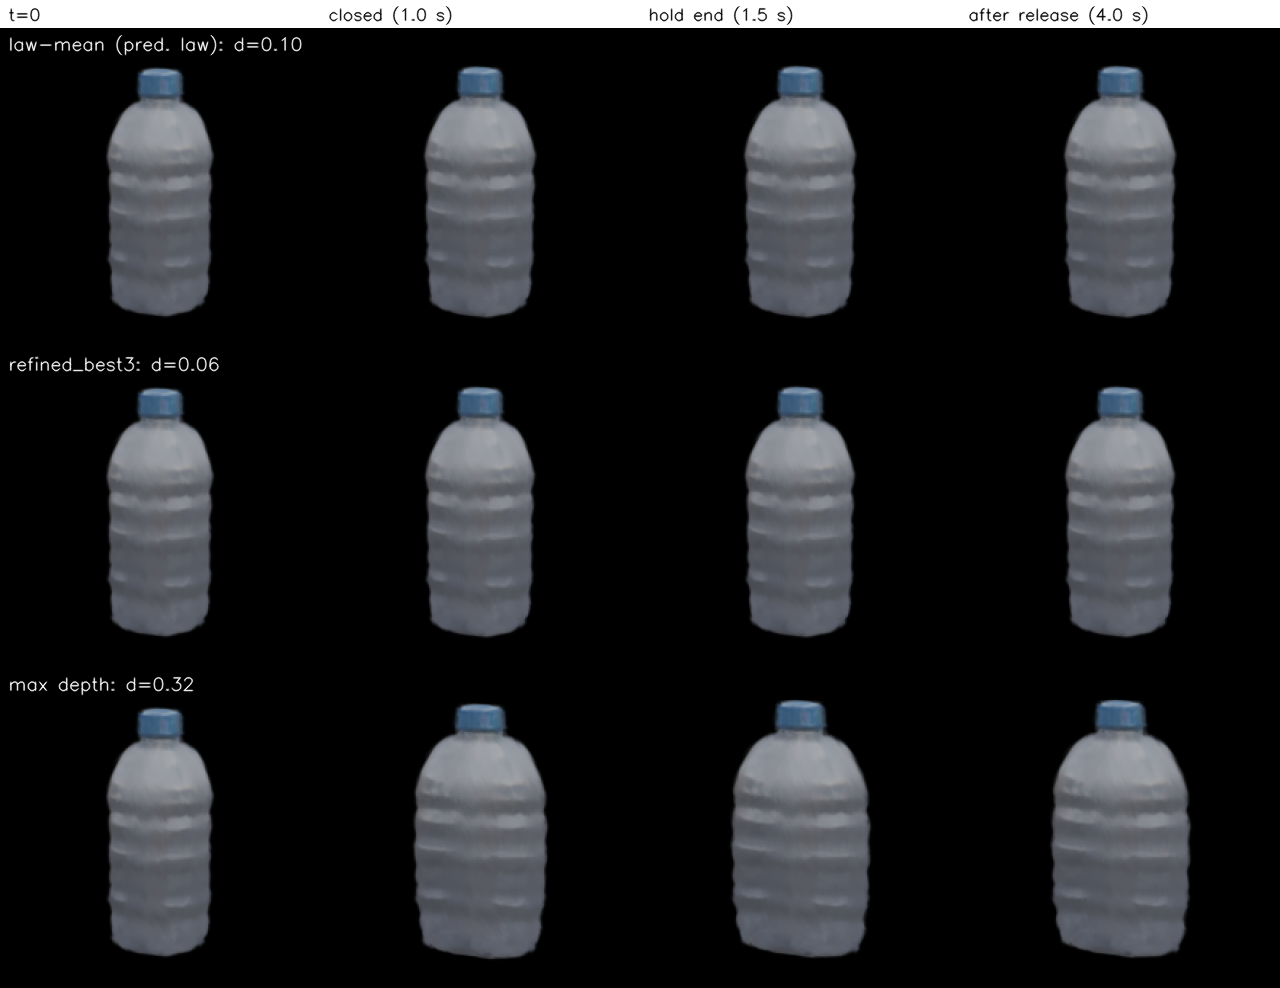 t=0 closed (1.0 s) hold end (1.5 s) after release (4.0 s)
law-mean (pred. law): d=0.10
refined_best3: d=0.06
max depth: d=0.32